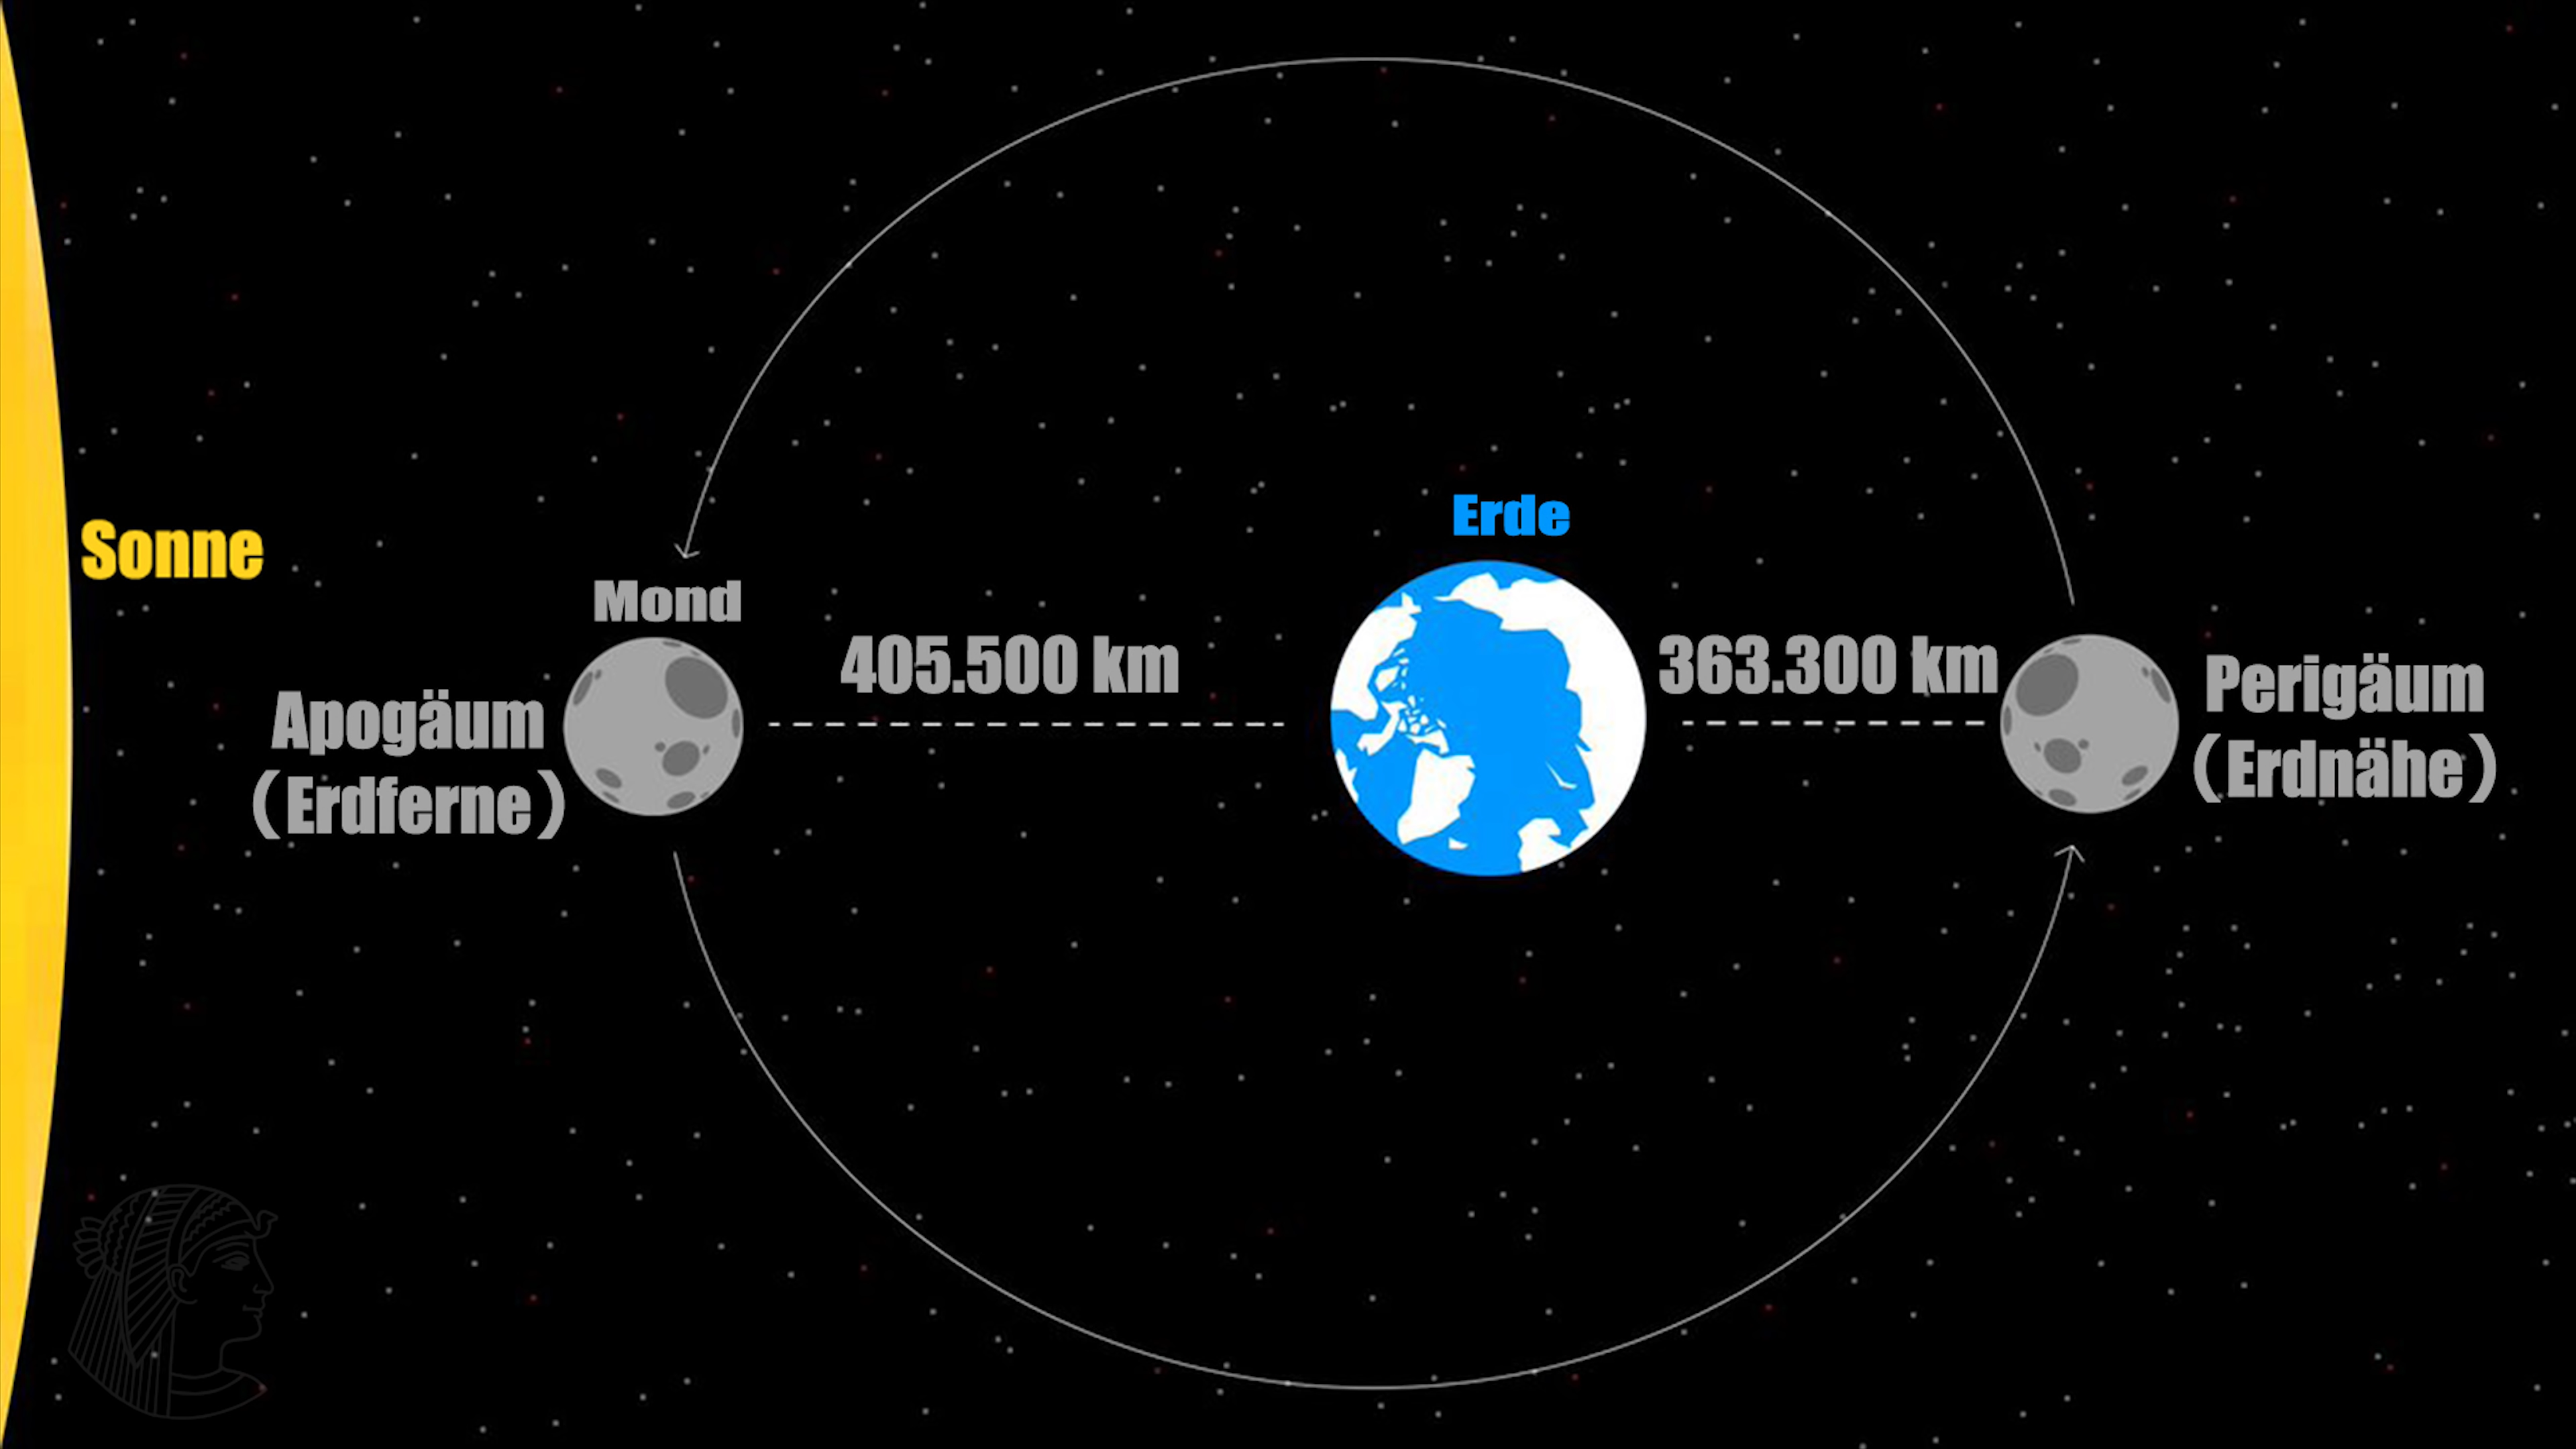 Sonne
Erde
Mond
405.500 km
363.300 km
Apogäum
(Erdferne)
Perigäum
(Erdnähe)